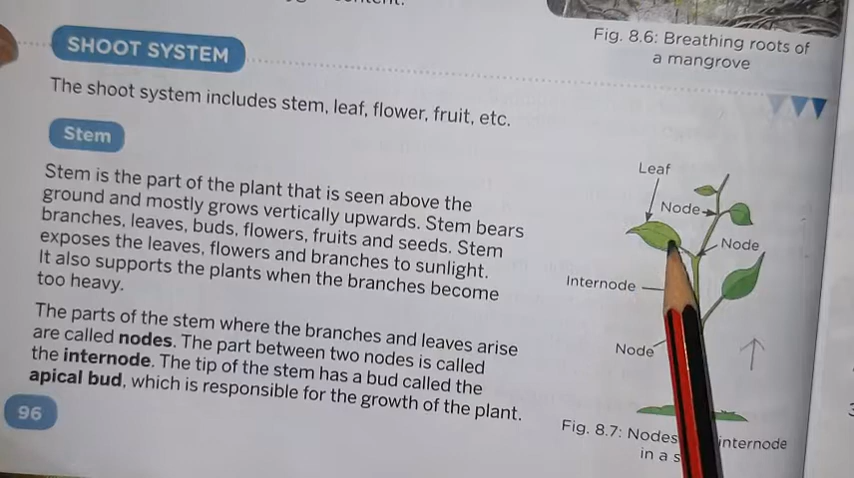 Fig. 8.6: Breathing roots of
a mangrove
SHOOT SYSTEM
The shoot system includes stem, leaf, flower, fruit, etc.
Stem
Stem is the part of the plant that is seen above the
ground and mostly grows vertically upwards. Stem bears
branches, leaves, buds, flowers, fruits and seeds. Stem
exposes the leaves, flowers and branches to sunlight.
It also supports the plants when the branches become
too heavy.
The parts of the stem where the branches and leaves arise
are called nodes. The part between two nodes is called
the internode. The tip of the stem has a bud called the
apical bud, which is responsible for the growth of the plant.
96
Leaf
Node
Node
Internode
Node
Fig. 8.7: Nodes internode
in a s